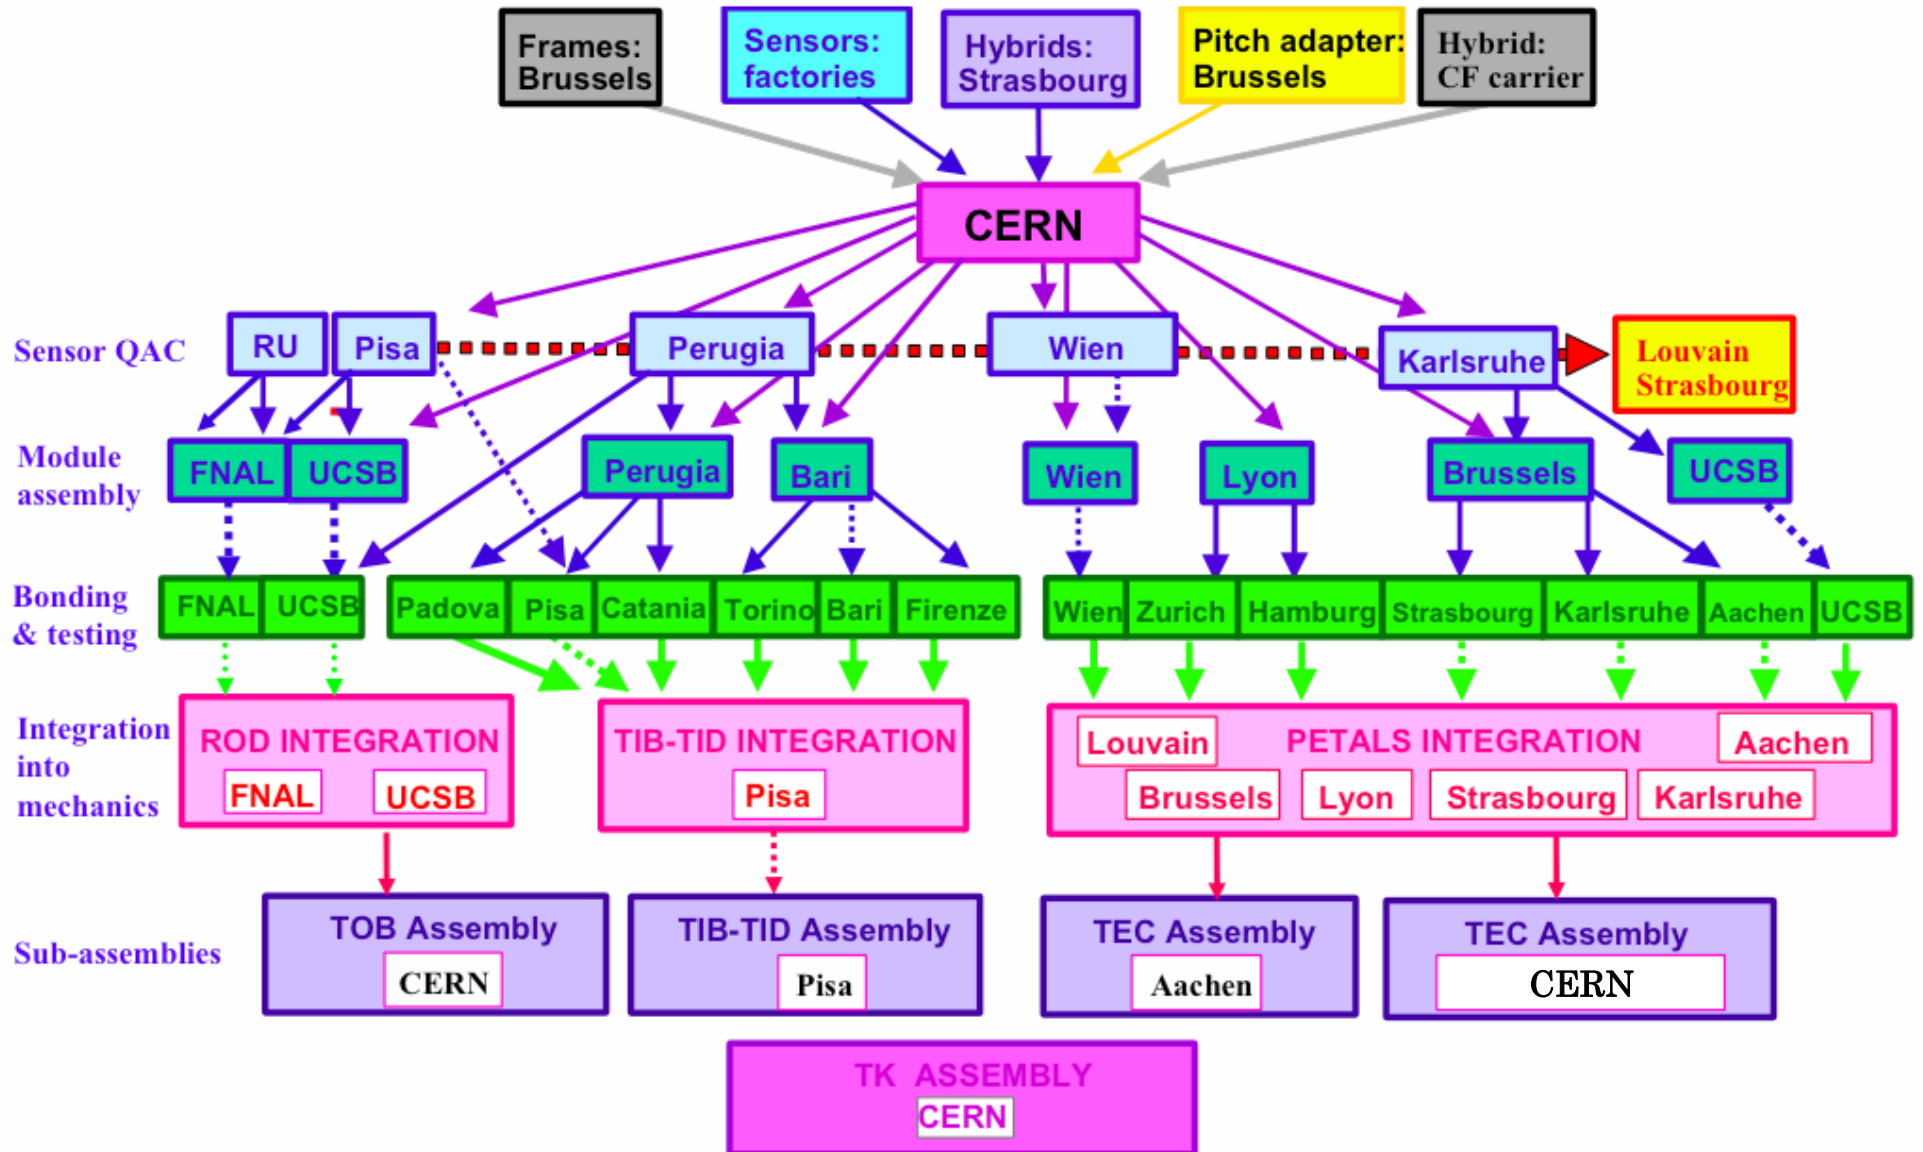 Frames:
Brussels
Sensors:
factories
Hybrids:
Strasbourg
Pitch adapter:
Brussels
Hybrid:
CF carrier
CERN
Sensor QAC
RU
Pisa
Perugia
Wien
Karlsruhe
Louvain
Strasbourg
Module
assembly
FNAL
UCSB
Perugia
Bari
Wien
Lyon
Brussels
UCSB
Bonding
& testing
FNAL
UCSB
Padova
Pisa
Catania
Torino
Bari
Firenze
Wien
Zurich
Hamburg
Strasbourg
Karlsruhe
Aachen
UCSB
Integration
into
mechanics
ROD INTEGRATION
FNAL
UCSB
TIB-TID INTEGRATION
Pisa
PETALS INTEGRATION
Louvain
Aachen
Brussels
Lyon
Strasbourg
Karlsruhe
Sub-assemblies
TOB Assembly
CERN
TIB-TID Assembly
Pisa
TEC Assembly
Aachen
TEC Assembly
CERN
TK ASSEMBLY
CERN